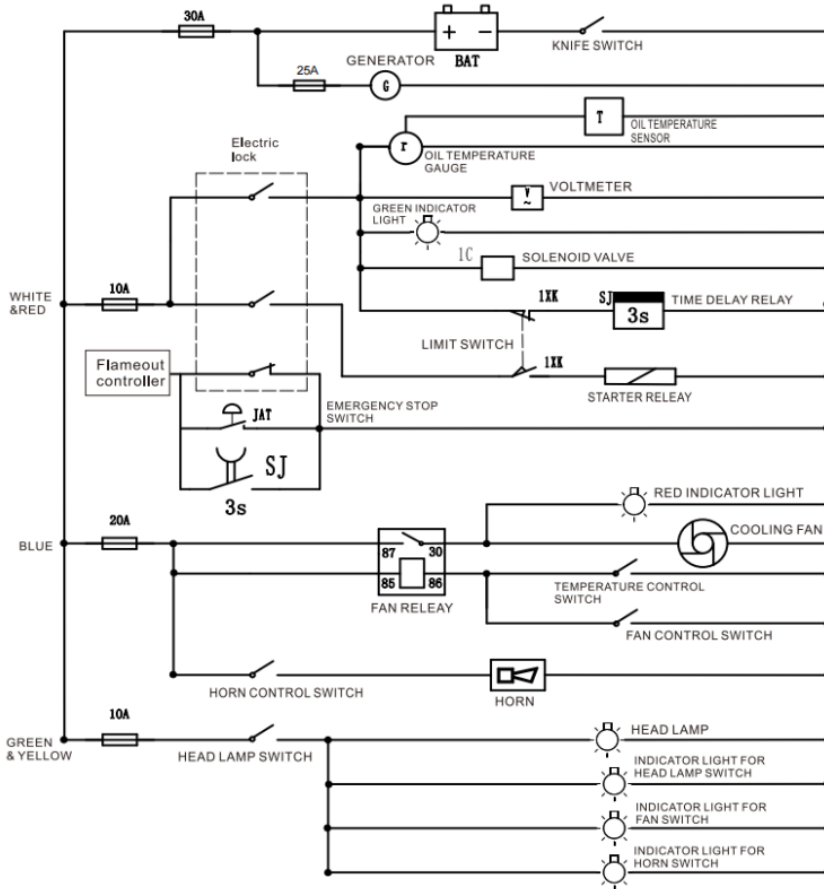 30A
+ −
KNIFE SWITCH
BAT
GENERATOR
25A
G
T
OIL TEMPERATURE
SENSOR
Electric
lock
r
OIL TEMPERATURE
GAUGE
V
~
VOLTMETER
GREEN INDICATOR
LIGHT
1C
SOLENOID VALVE
WHITE
&RED
10A
1XK
SJ
3s
TIME DELAY RELAY
LIMIT SWITCH
Flameout
controller
1XK
STARTER RELEAY
JAT
EMERGENCY STOP
SWITCH
SJ
3s
RED INDICATOR LIGHT
20A
BLUE
87
30
COOLING FAN
85
86
FAN RELEAY
TEMPERATURE CONTROL
SWITCH
FAN CONTROL SWITCH
HORN CONTROL SWITCH
HORN
10A
GREEN
& YELLOW
HEAD LAMP SWITCH
HEAD LAMP
INDICATOR LIGHT FOR
HEAD LAMP SWITCH
INDICATOR LIGHT FOR
FAN SWITCH
INDICATOR LIGHT FOR
HORN SWITCH